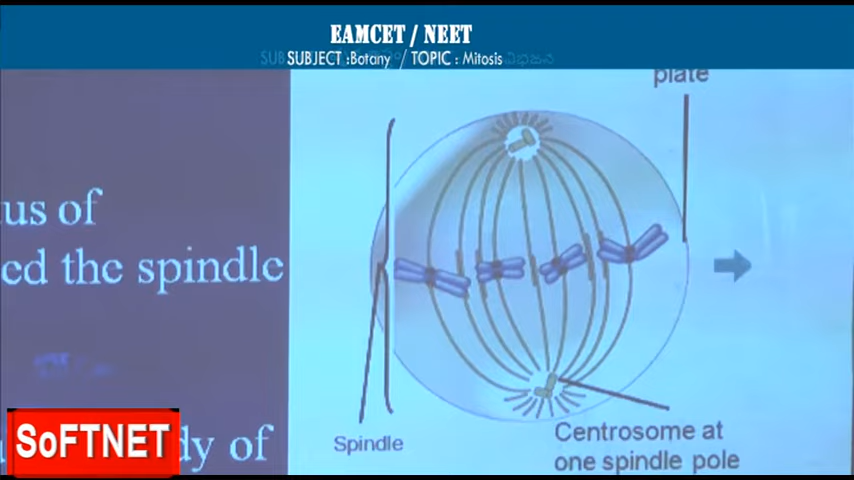 EAMCET / NEET
SUBJECT :Botany / TOPIC : Mitosis
plate
us of
ed the spindle
dy of
Spindle
Centrosome at
one spindle pole
SoFTNET